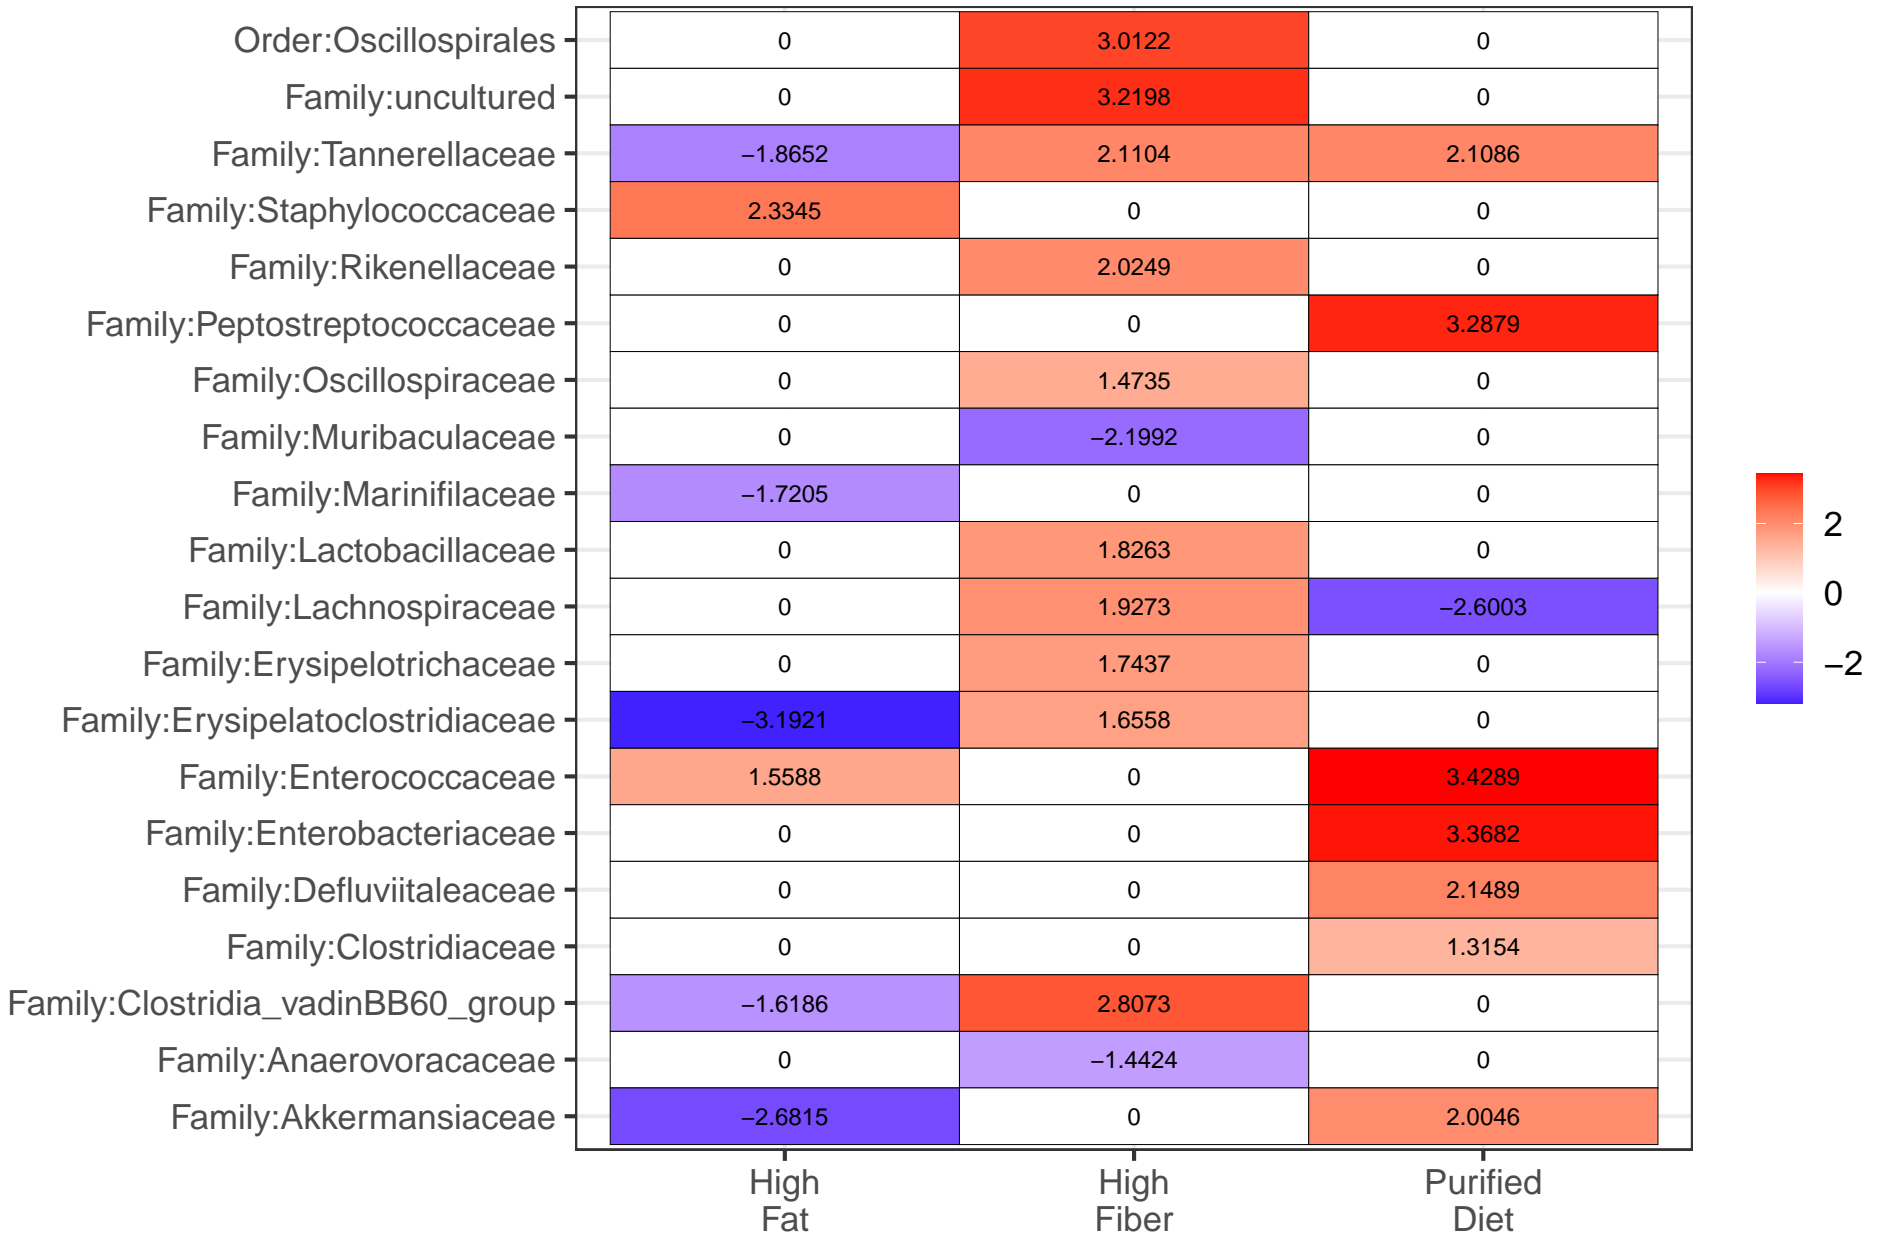 Order:Oscillospirales 0 3.0122 0
Family:uncultured 0 3.2198 0
Family:Tannerellaceae −1.8652 2.1104 2.1086
Family:Staphylococcaceae 2.3345 0 0
Family:Rikenellaceae 0 2.0249 0
Family:Peptostreptococcaceae 0 0 3.2879
Family:Oscillospiraceae 0 1.4735 0
Family:Muribaculaceae 0 −2.1992 0
Family:Marinifilaceae −1.7205 0 0
Family:Lactobacillaceae 0 1.8263 0
Family:Lachnospiraceae 0 1.9273 −2.6003
Family:Erysipelotrichaceae 0 1.7437 0
Family:Erysipelatoclostridiaceae −3.1921 1.6558 0
Family:Enterococcaceae 1.5588 0 3.4289
Family:Enterobacteriaceae 0 0 3.3682
Family:Defluviitaleaceae 0 0 2.1489
Family:Clostridiaceae 0 0 1.3154
Family:Clostridia_vadinBB60_group −1.6186 2.8073 0
Family:Anaerovoracaceae 0 −1.4424 0
Family:Akkermansiaceae −2.6815 0 2.0046
High High Purified
Fat Fiber Diet
2
0
−2